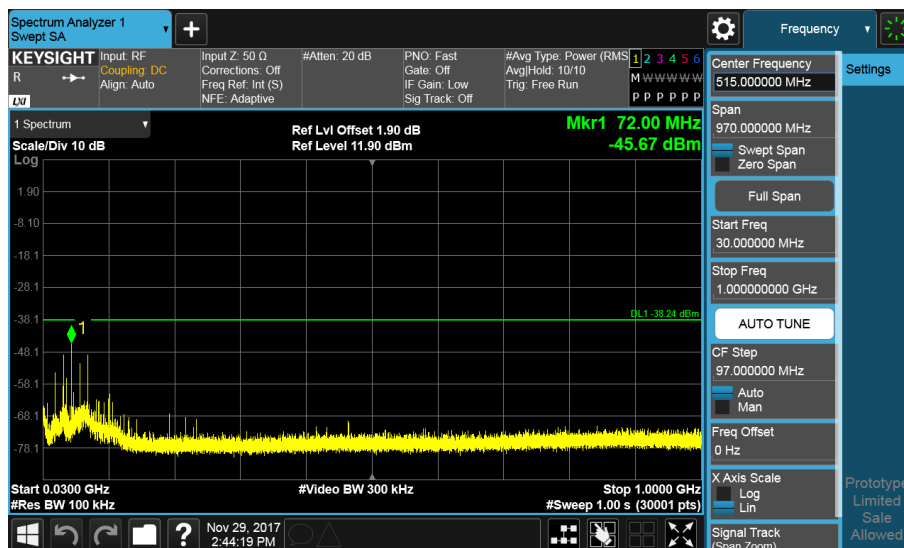 Spectrum Analyzer 1
Swept SA
Frequency
KEYSIGHT
R
LXI
Input: RF
Coupling: DC
Align: Auto
Input Z: 50 Ω
Corrections: Off
Freq Ref: Int (S)
NFE: Adaptive
#Atten: 20 dB
PNO: Fast
Gate: Off
IF Gain: Low
Sig Track: Off
#Avg Type: Power (RMS
Avg|Hold: 10/10
Trig: Free Run
1 2 3 4 5 6
M W W W W W
P P P P P P
1 Spectrum
Scale/Div 10 dB
Ref Lvl Offset 1.90 dB
Ref Level 11.90 dBm
Mkr1 72.00 MHz
-45.67 dBm
Log
1.90
-8.10
-18.1
-28.1
-38.1
-48.1
-58.1
-68.1
-78.1
DL1 -38.24 dBm
1
Start 0.0300 GHz
#Res BW 100 kHz
#Video BW 300 kHz
Stop 1.0000 GHz
#Sweep 1.00 s (30001 pts)
?
Nov 29, 2017
2:44:19 PM
Center Frequency
515.000000 MHz
Span
970.000000 MHz
Swept Span
Zero Span
Full Span
Start Freq
30.000000 MHz
Stop Freq
1.000000000 GHz
AUTO TUNE
CF Step
97.000000 MHz
Auto
Man
Freq Offset
0 Hz
X Axis Scale
Log
Lin
Signal Track
(Span Zoom)
Settings
Prototype
Limited
Sale
Allowed